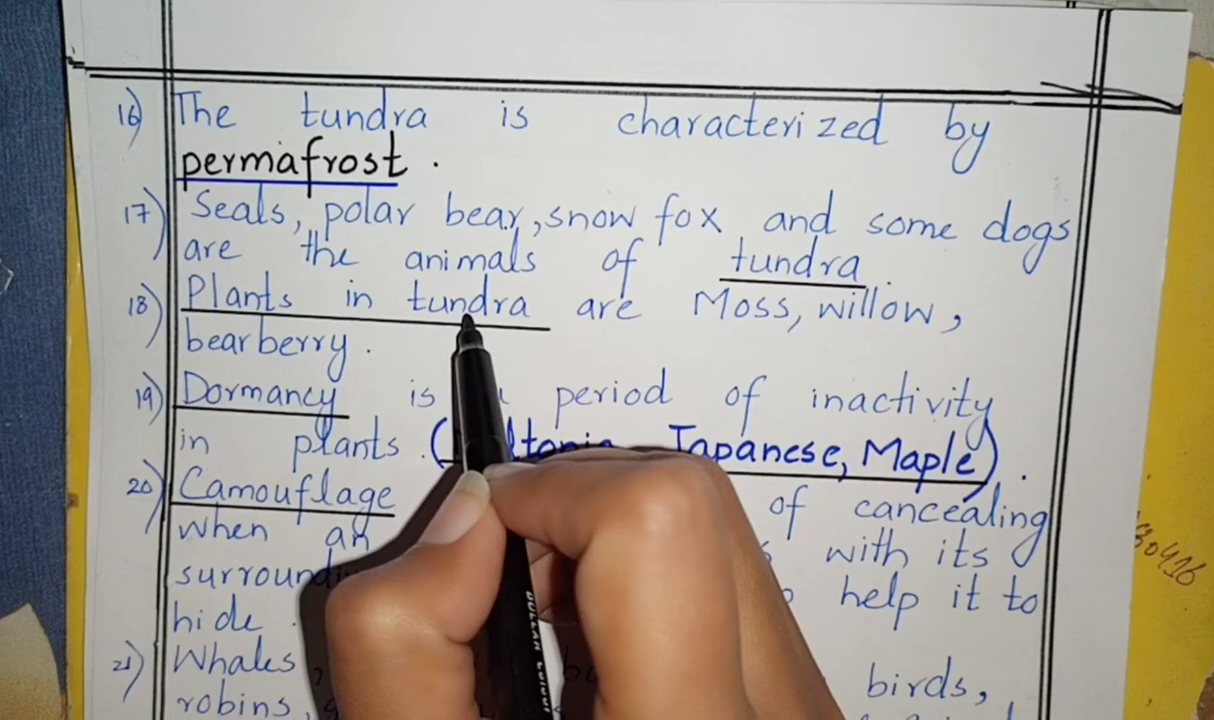 16) The tundra is characterized by
permafrost.
17) Seals, polar bear, snow fox and some dogs
are the animals of tundra
18) Plants in tundra are Moss, willow,
bearberry.
19) Dormancy is period of inactivity
in plants. ( Japanese, Maple).
20) Camouflage of cancealing
when an with its
help it to
hide.
21) Whales, birds,
robins,